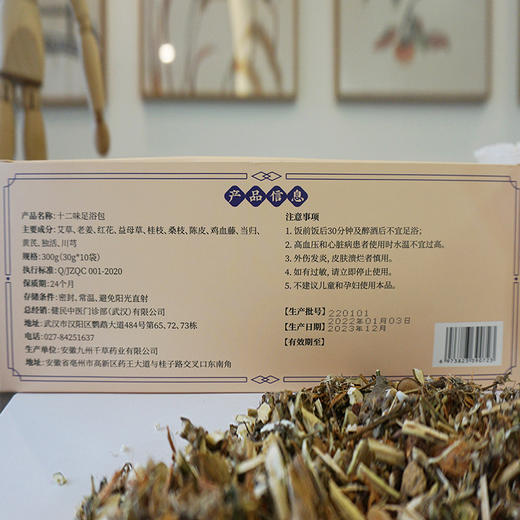 产品信息
产品名称:十二味足浴包
主要成分:艾草、老姜、红花、益母草、桂枝、桑枝、陈皮、鸡血藤、当归、
黄芪、独活、川芎
规格:300g(30g*10袋)
执行标准:Q/JZQC 001-2020
保质期:24个月
存储条件:密封、常温、避免阳光直射
总经销:健民中医门诊部(武汉)有限公司
地址:武汉市汉阳区鹦鹉大道484号第65、72、73栋
电话:027-84251637
生产单位:安徽九州千草药业有限公司
地址:安徽省亳州市高新区药王大道与桂子路交叉口东南角
注意事项
1. 饭前饭后30分钟及醉酒后不宜足浴;
2. 高血压和心脏病患者使用时水温不宜过高。
3. 外伤发炎,皮肤溃烂者慎用。
4. 如有过敏,请立即停止使用。
5. 不建议儿童和孕妇使用本品。
[生产批号] 220101
[生产日期] 2022年01月03日
[有效期至] 2023年12月
6973823090723